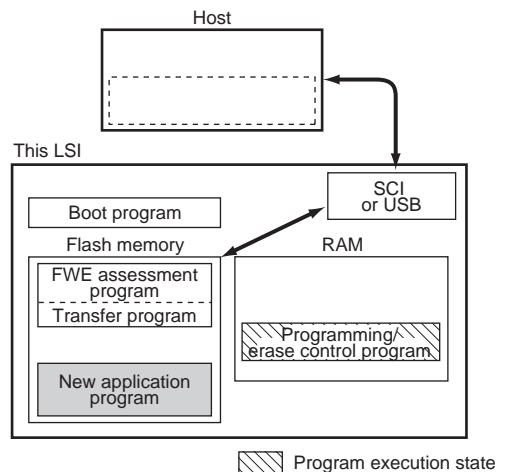 Host
This LSI
SCI
or USB
Boot program
Flash memory
RAM
FWE assessment
program
Transfer program
Programming/
erase control program
New application
program
Program execution state